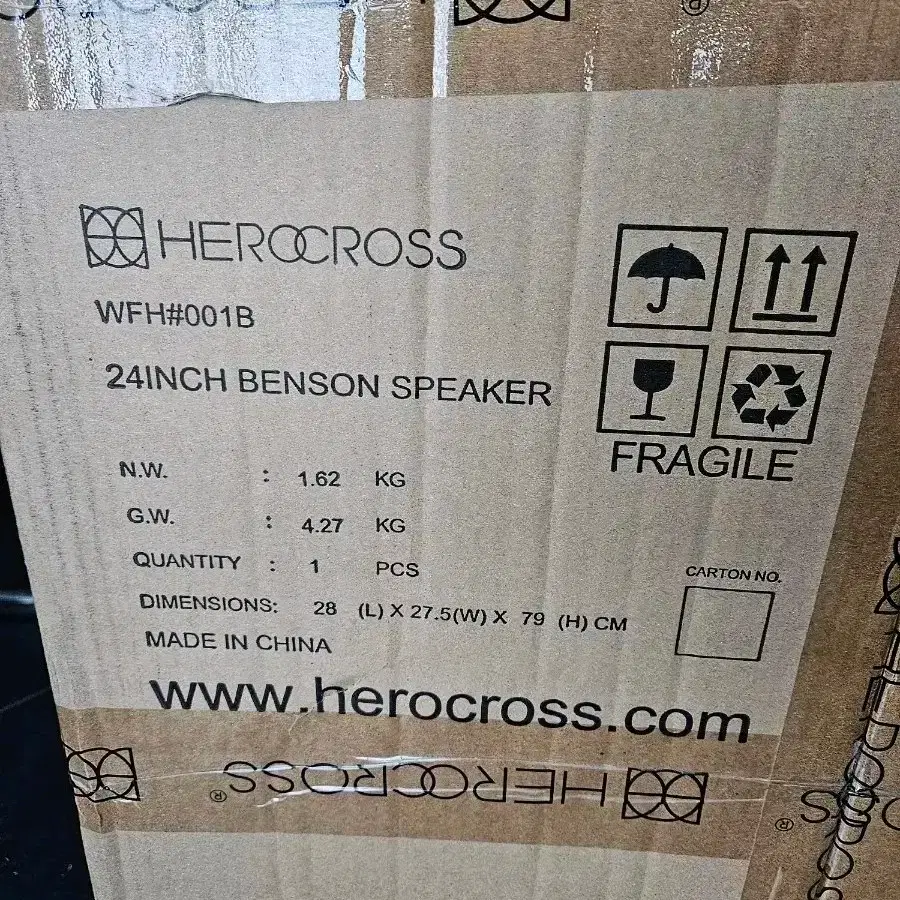 HEROCROSS
WFH#001B
24INCH BENSON SPEAKER
FRAGILE
N.W. : 1.62 KG
G.W. : 4.27 KG
QUANTITY : 1 PCS
CARTON NO.
DIMENSIONS: 28 (L) X 27.5(W) X 79 (H) CM
MADE IN CHINA
www.herocross.com
HEROCROSS®